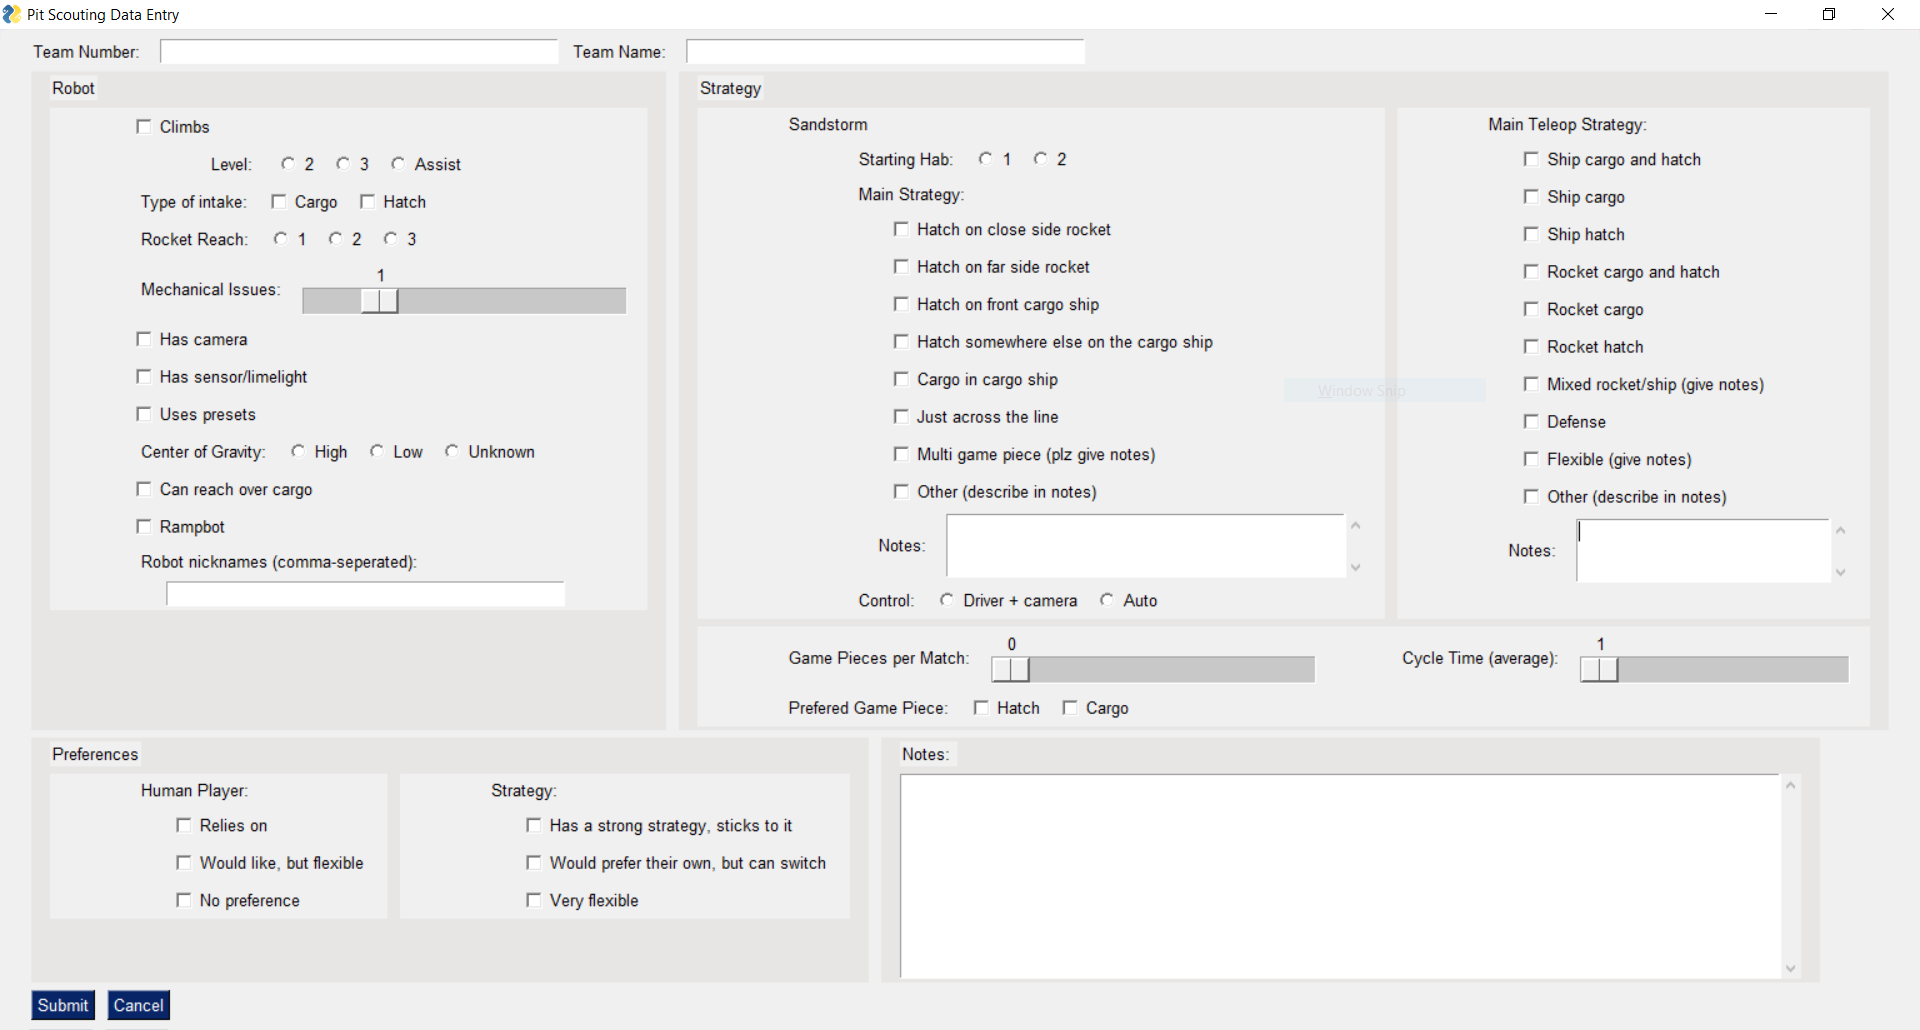 Pit Scouting Data Entry
Team Number: Team Name:
Robot
Climbs
Level: 2 3 Assist
Type of intake: Cargo Hatch
Rocket Reach: 1 2 3
1
Mechanical Issues:
Has camera
Has sensor/limelight
Uses presets
Center of Gravity: High Low Unknown
Can reach over cargo
Rampbot
Robot nicknames (comma-seperated):
Strategy
Sandstorm
Starting Hab: 1 2
Main Strategy:
Hatch on close side rocket
Hatch on far side rocket
Hatch on front cargo ship
Hatch somewhere else on the cargo ship
Cargo in cargo ship
Just across the line
Multi game piece (plz give notes)
Other (describe in notes)
Notes:
Control: Driver + camera Auto
Window Snip
Main Teleop Strategy:
Ship cargo and hatch
Ship cargo
Ship hatch
Rocket cargo and hatch
Rocket cargo
Rocket hatch
Mixed rocket/ship (give notes)
Defense
Flexible (give notes)
Other (describe in notes)
Notes:
0
Game Pieces per Match:
1
Cycle Time (average):
Prefered Game Piece: Hatch Cargo
Preferences
Human Player:
Relies on
Would like, but flexible
No preference
Strategy:
Has a strong strategy, sticks to it
Would prefer their own, but can switch
Very flexible
Notes:
Submit Cancel